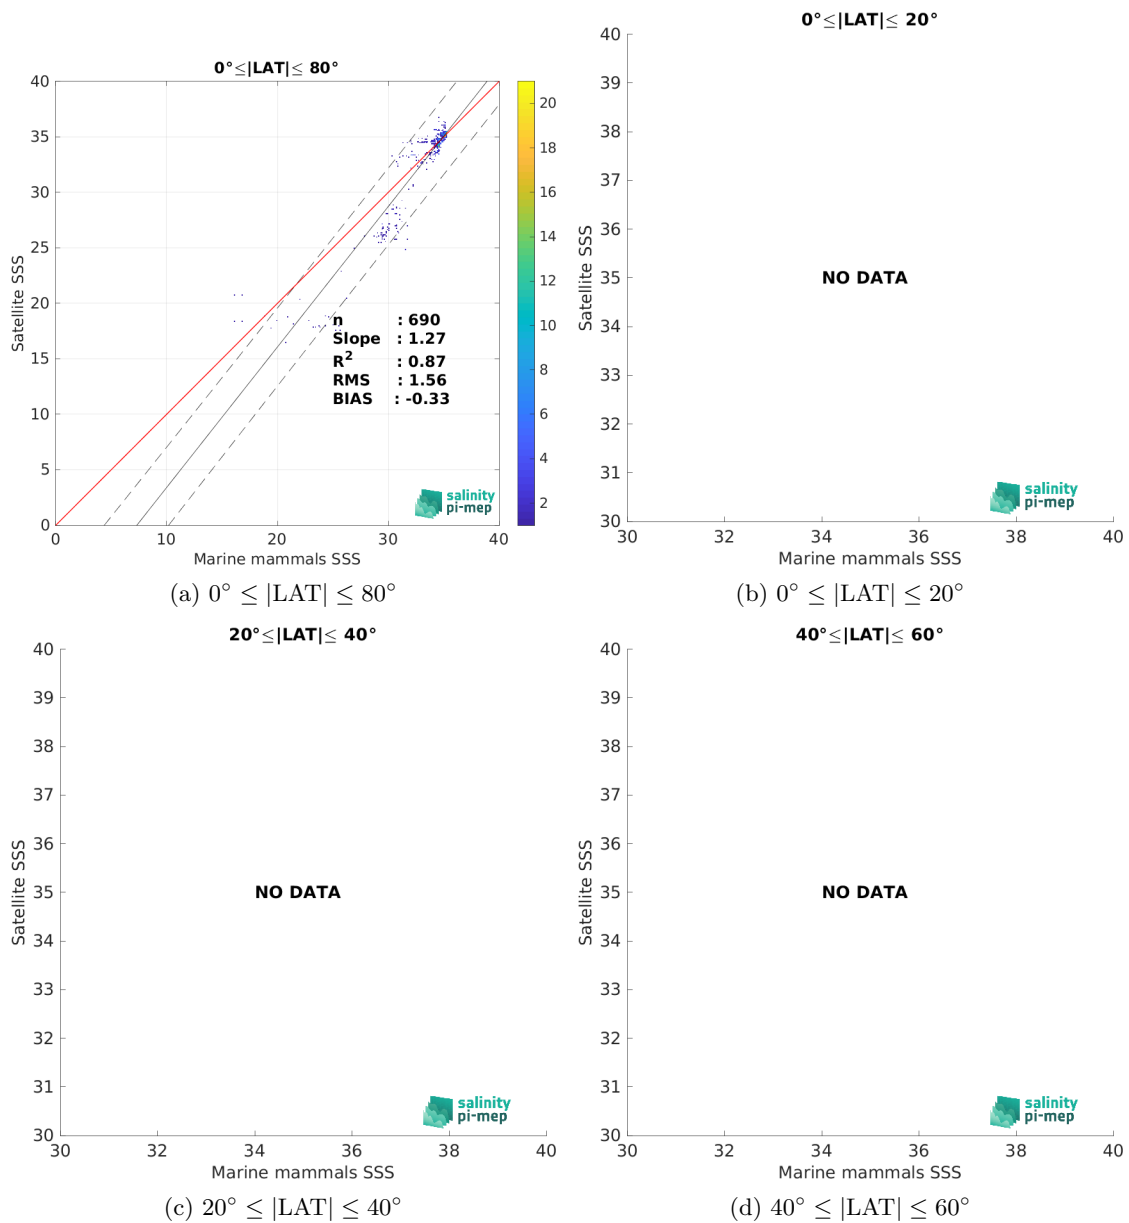 0°≤|LAT|≤ 80°
40
35
30
25
20
15
10
5
0
Satellite SSS
0
10
20
30
40
Marine mammals SSS
20
18
16
14
12
10
8
6
4
2
n : 690
Slope : 1.27
R² : 0.87
RMS : 1.56
BIAS : -0.33
salinity
pi-mep
(a) 0° ≤ |LAT| ≤ 80°
0°≤|LAT|≤ 20°
40
39
38
37
36
35
34
33
32
31
30
Satellite SSS
NO DATA
30
32
34
36
38
40
Marine mammals SSS
salinity
pi-mep
(b) 0° ≤ |LAT| ≤ 20°
20°≤|LAT|≤ 40°
40
39
38
37
36
35
34
33
32
31
30
Satellite SSS
NO DATA
30
32
34
36
38
40
Marine mammals SSS
salinity
pi-mep
(c) 20° ≤ |LAT| ≤ 40°
40°≤|LAT|≤ 60°
40
39
38
37
36
35
34
33
32
31
30
Satellite SSS
NO DATA
30
32
34
36
38
40
Marine mammals SSS
salinity
pi-mep
(d) 40° ≤ |LAT| ≤ 60°